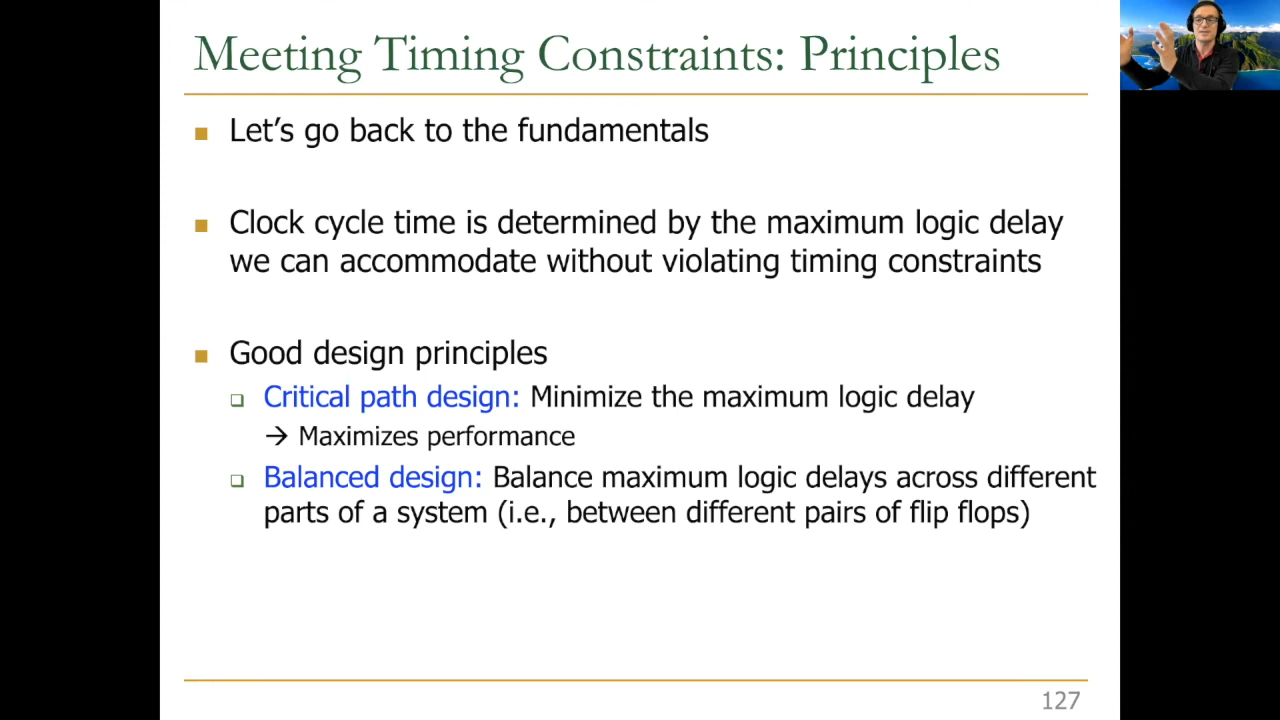 Meeting Timing Constraints: Principles
Let's go back to the fundamentals
Clock cycle time is determined by the maximum logic delay
we can accommodate without violating timing constraints
Good design principles
Critical path design: Minimize the maximum logic delay
→ Maximizes performance
Balanced design: Balance maximum logic delays across different
parts of a system (i.e., between different pairs of flip flops)
127